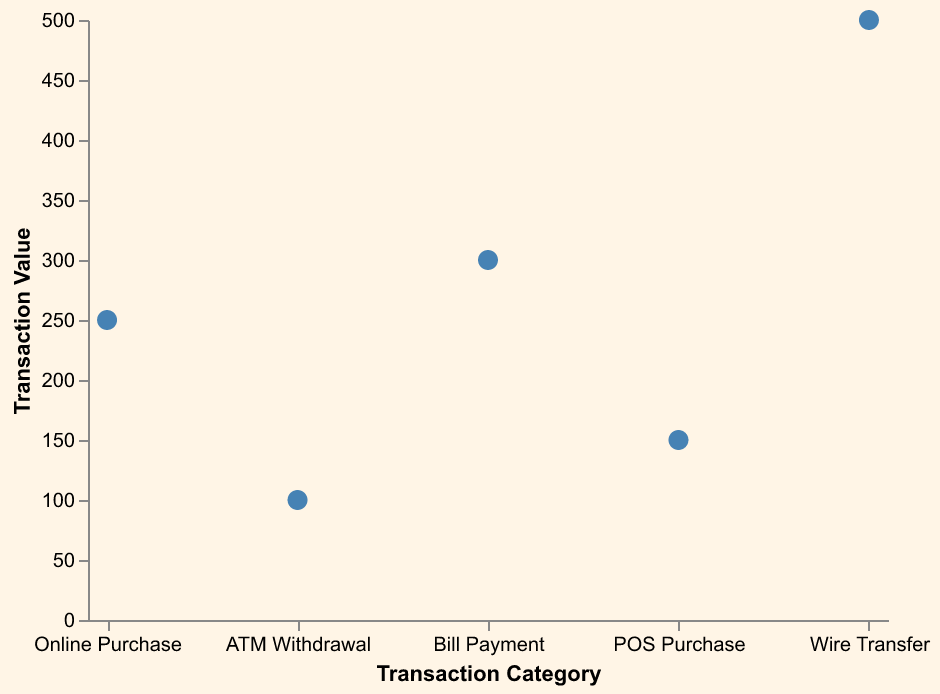 500
450
400
350
300
250
200
150
100
50
0
Transaction Value
Online Purchase
ATM Withdrawal
Bill Payment
POS Purchase
Wire Transfer
Transaction Category